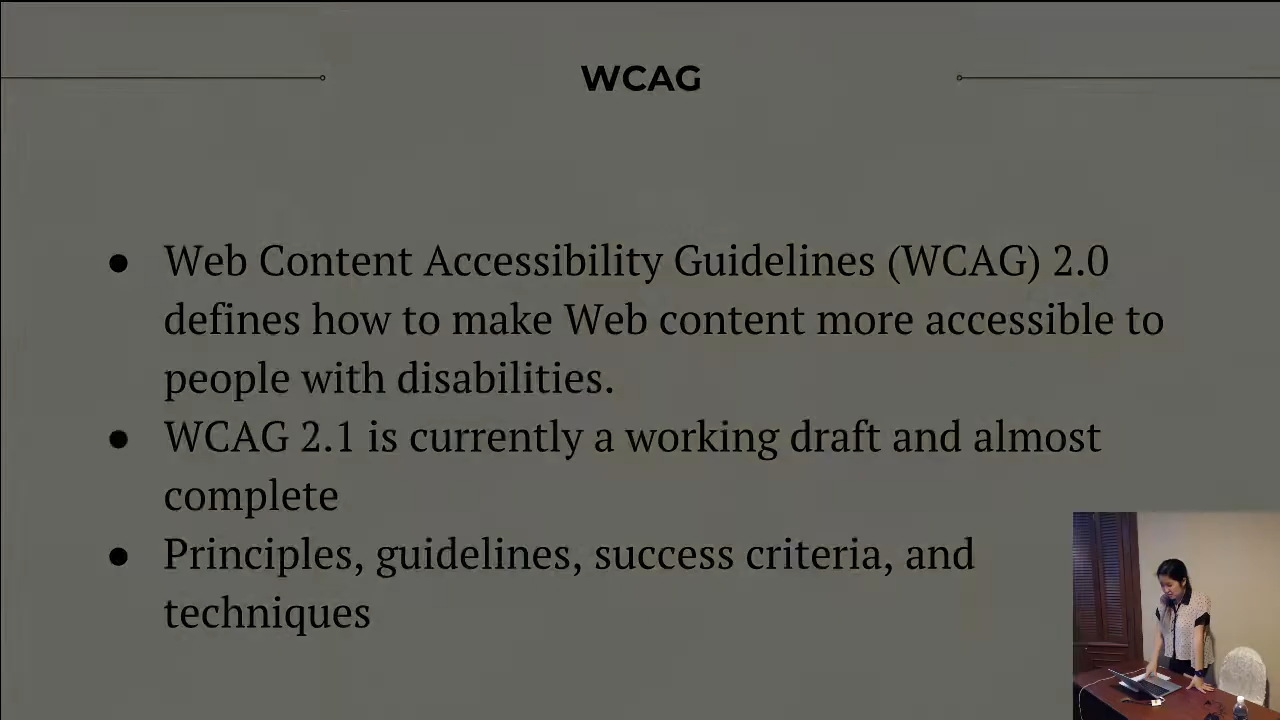 WCAG
● Web Content Accessibility Guidelines (WCAG) 2.0
defines how to make Web content more accessible to
people with disabilities.
● WCAG 2.1 is currently a working draft and almost
complete
● Principles, guidelines, success criteria, and
techniques